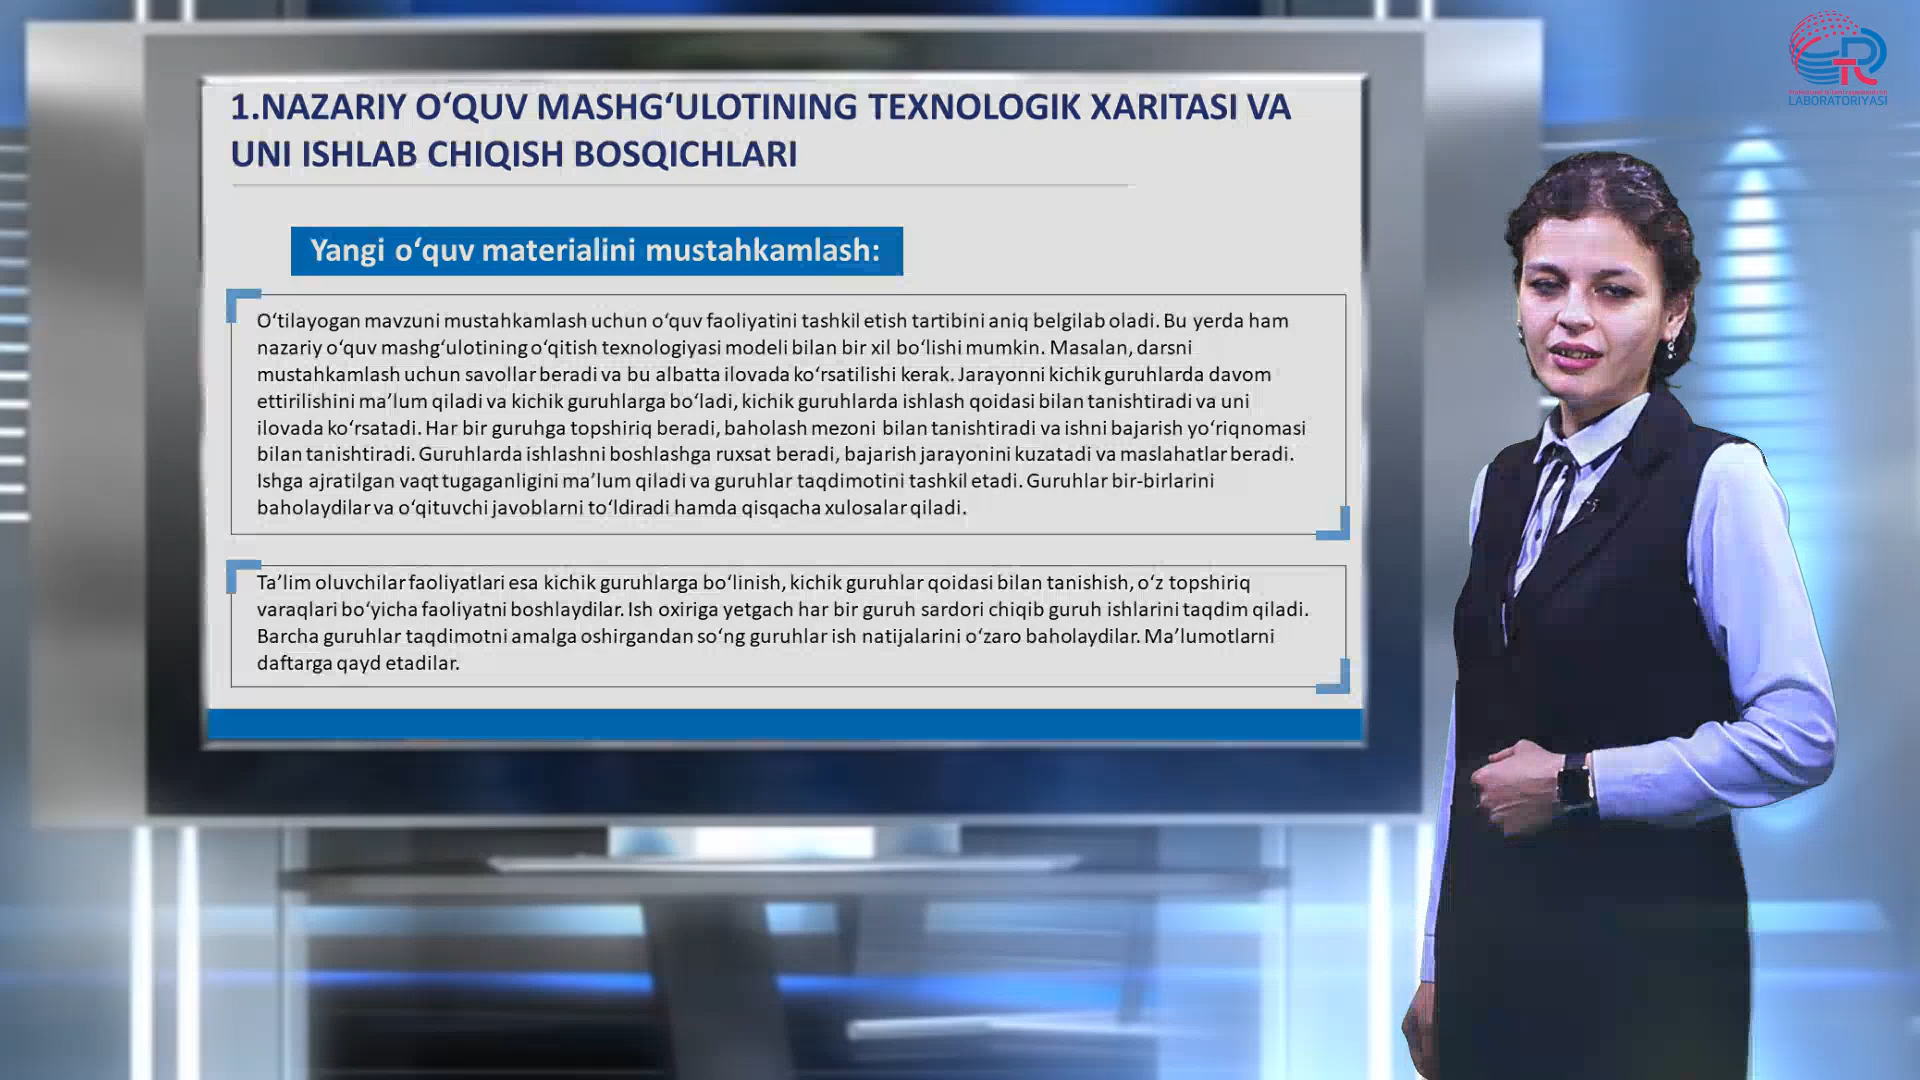 1.NAZARIY O‘QUV MASHG‘ULOTINING TEXNOLOGIK XARITASI VA
UNI ISHLAB CHIQISH BOSQICHLARI
Yangi o‘quv materialini mustahkamlash:
O‘tilayogan mavzuni mustahkamlash uchun o‘quv faoliyatini tashkil etish tartibini aniq belgilab oladi. Bu yerda ham
nazariy o‘quv mashg‘ulotining o‘qitish texnologiyasi modeli bilan bir xil bo‘lishi mumkin. Masalan, darsni
mustahkamlash uchun savollar beradi va bu albatta ilovada ko‘rsatilishi kerak. Jarayonni kichik guruhlarda davom
ettirilishini ma’lum qiladi va kichik guruhlarga bo‘ladi, kichik guruhlarda ishlash qoidasi bilan tanishtiradi va uni
ilovada ko‘rsatadi. Har bir guruhga topshiriq beradi, baholash mezoni bilan tanishtiradi va ishni bajarish yo‘riqnomasi
bilan tanishtiradi. Guruhlarda ishlashni boshlashga ruxsat beradi, bajarish jarayonini kuzatadi va maslahatlar beradi.
Ishga ajratilgan vaqt tugaganligini ma’lum qiladi va guruhlar taqdimotini tashkil etadi. Guruhlar bir-birlarini
baholaydilar va o‘qituvchi javoblarni to‘ldiradi hamda qisqacha xulosalar qiladi.
Ta’lim oluvchilar faoliyatlari esa kichik guruhlarga bo‘linish, kichik guruhlar qoidasi bilan tanishish, o‘z topshiriq
varaqlari bo‘yicha faoliyatni boshlaydilar. Ish oxiriga yetgach har bir guruh sardori chiqib guruh ishlarini taqdim qiladi.
Barcha guruhlar taqdimotni amalga oshirgandan so‘ng guruhlar ish natijalarini o‘zaro baholaydilar. Ma’lumotlarni
daftarga qayd etadilar.
LABORATORIYASI